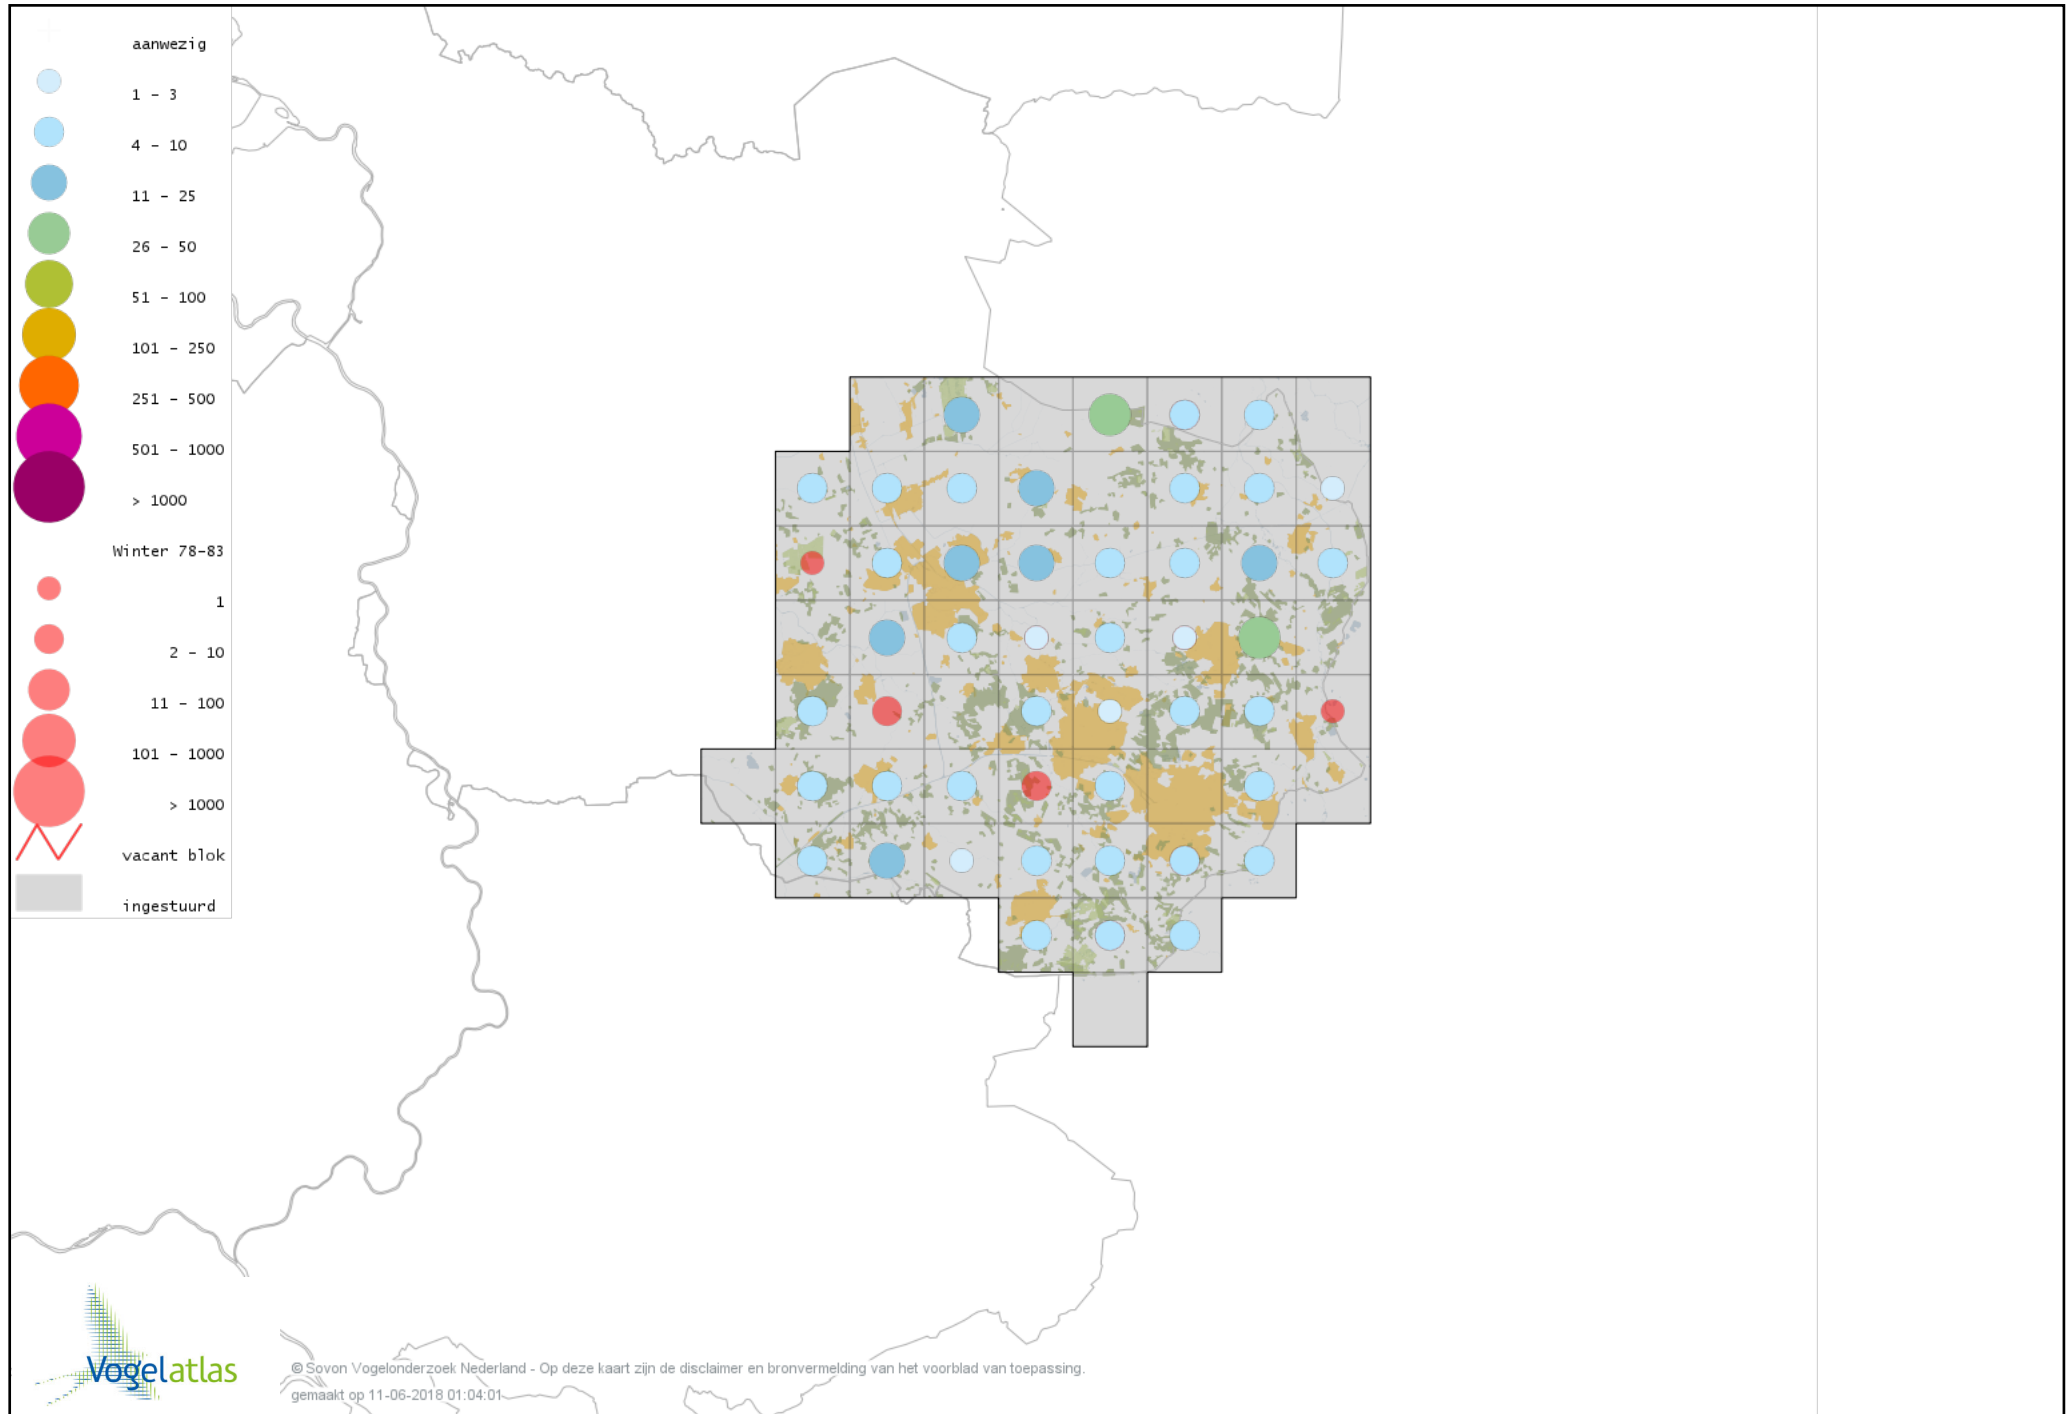 aanwezig
1 - 3
4 - 10
11 - 25
26 - 50
51 - 100
101 - 250
251 - 500
501 - 1000
> 1000
Winter 78-83
1
2 - 10
11 - 100
101 - 1000
> 1000
vacant blok
ingestuurd
Vogelatlas
© Sovon Vogelonderzoek Nederland - Op deze kaart zijn de disclaimer en bronvermelding van het voorblad van toepassing.
gemaakt op 11-06-2018 01:04:01